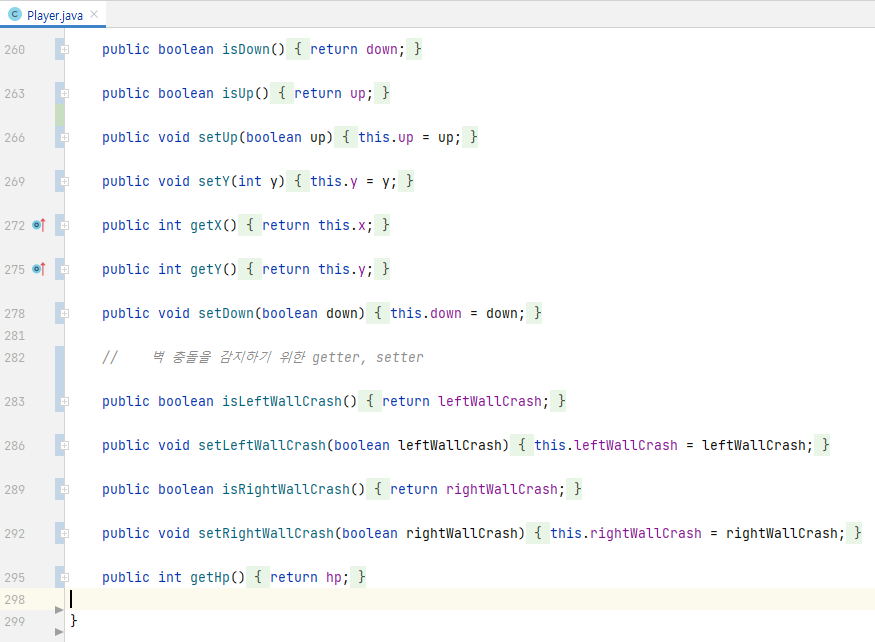 Player.java
260 public boolean isDown() { return down; }
263 public boolean isUp() { return up; }
266 public void setUp(boolean up) { this.up = up; }
269 public void setY(int y) { this.y = y; }
272 public int getX() { return this.x; }
275 public int getY() { return this.y; }
278 public void setDown(boolean down) { this.down = down; }
281
282 // 벽 충돌을 감지하기 위한 getter, setter
283 public boolean isLeftWallCrash() { return leftWallCrash; }
286 public void setLeftWallCrash(boolean leftWallCrash) { this.leftWallCrash = leftWallCrash; }
289 public boolean isRightWallCrash() { return rightWallCrash; }
292 public void setRightWallCrash(boolean rightWallCrash) { this.rightWallCrash = rightWallCrash; }
295 public int getHp() { return hp; }
298
299 }